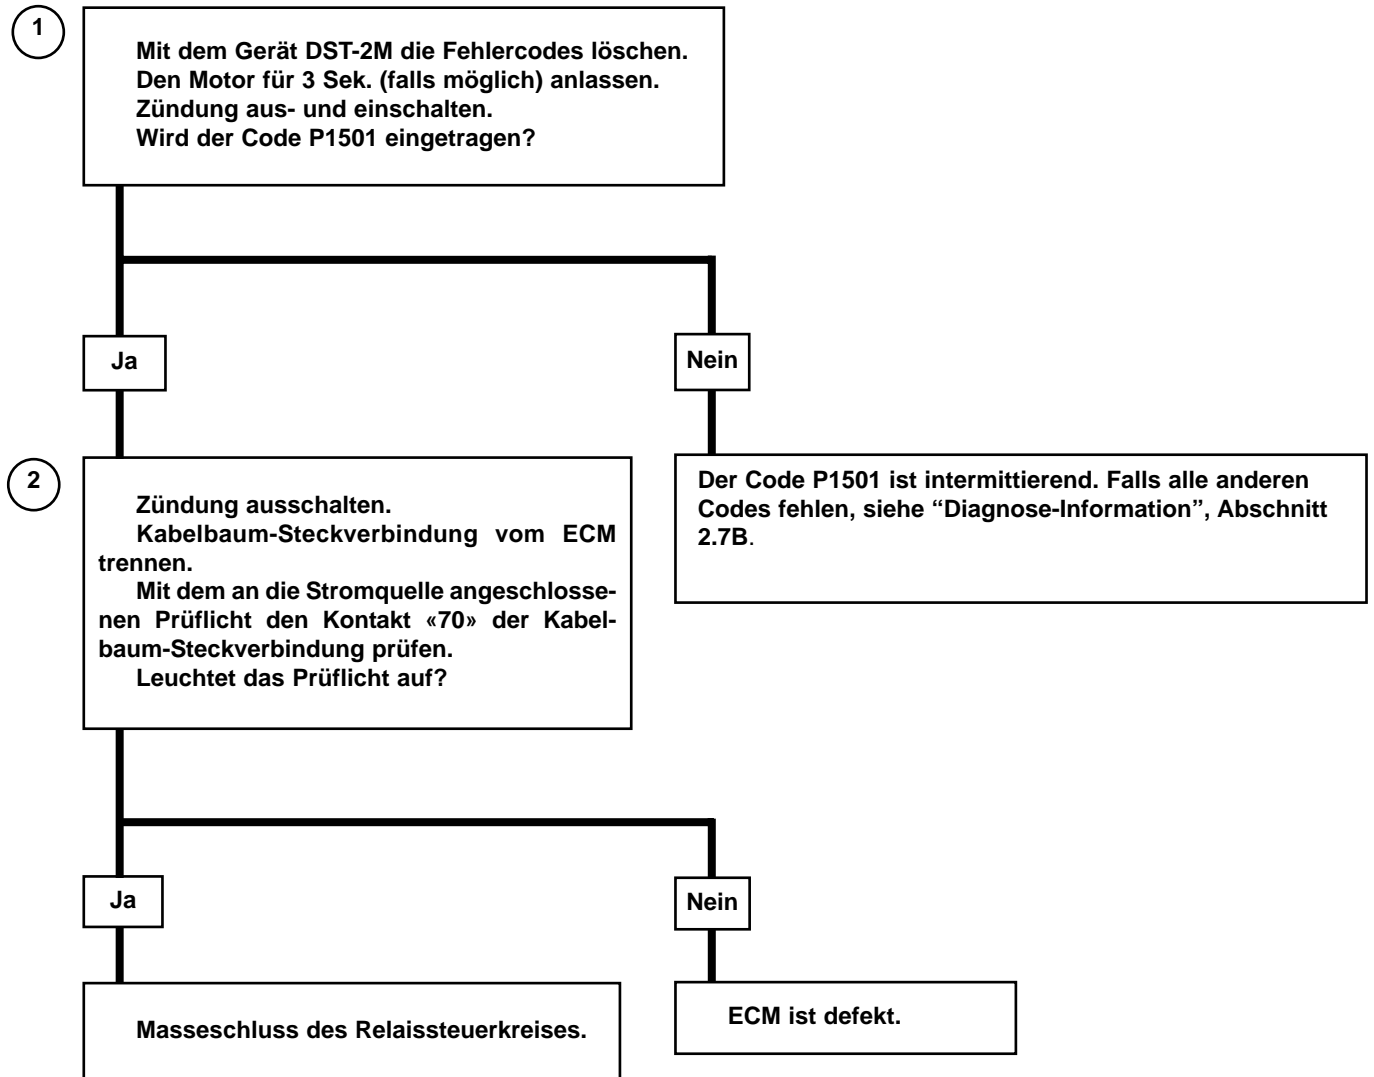 1
Mit dem Gerät DST-2M die Fehlercodes löschen.
Den Motor für 3 Sek. (falls möglich) anlassen.
Zündung aus- und einschalten.
Wird der Code P1501 eingetragen?
Ja
Nein
2
Zündung ausschalten.
Kabelbaum-Steckverbindung vom ECM
trennen.
Mit dem an die Stromquelle angeschlosse-
nen Prüflicht den Kontakt «70» der Kabel-
baum-Steckverbindung prüfen.
Leuchtet das Prüflicht auf?
Der Code P1501 ist intermittierend. Falls alle anderen
Codes fehlen, siehe “Diagnose-Information”, Abschnitt
2.7B.
Ja
Nein
Masseschluss des Relaissteuerkreises.
ECM ist defekt.